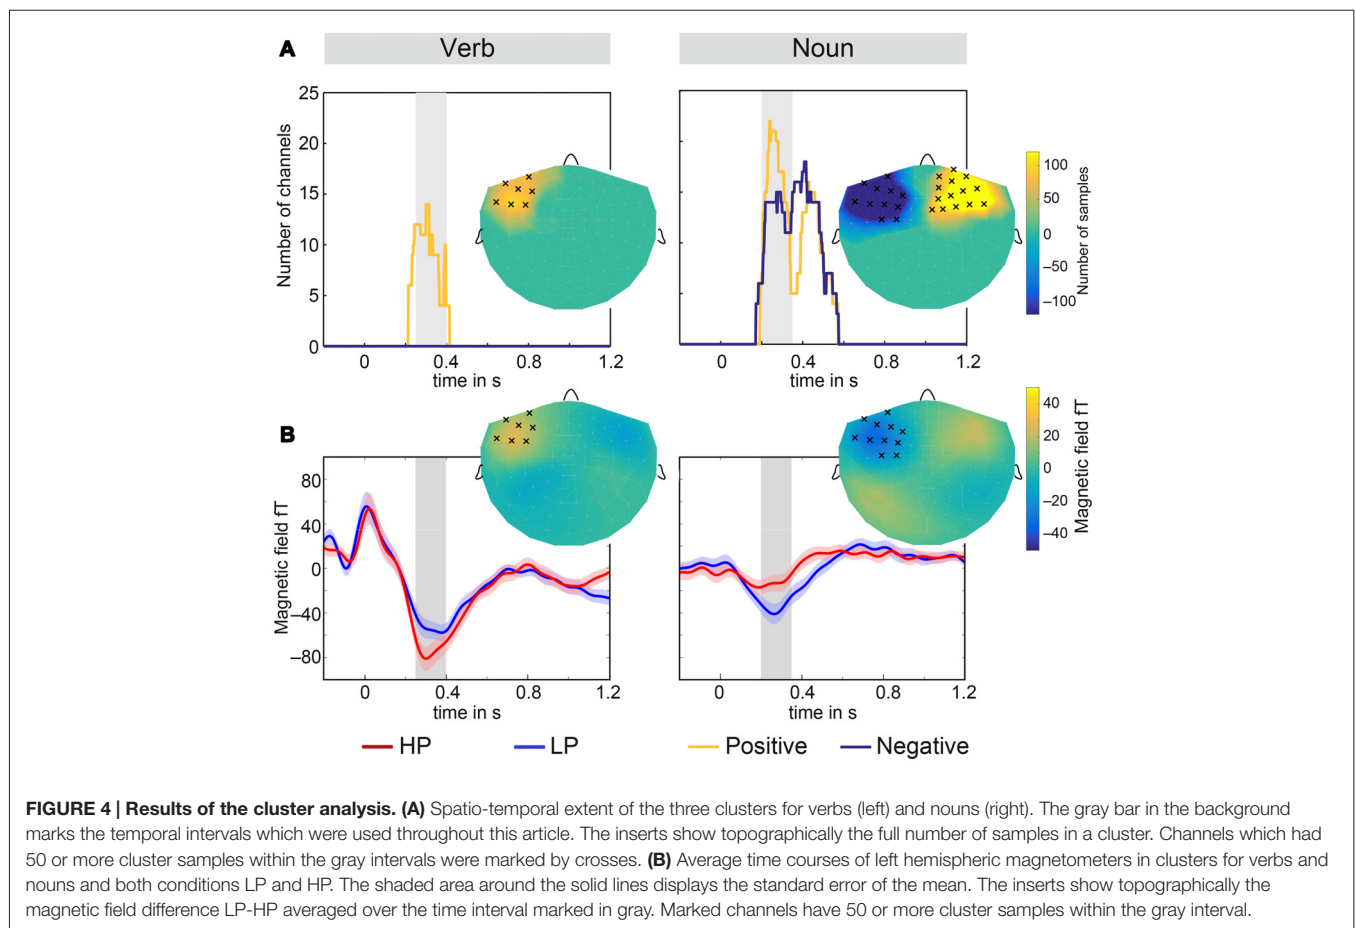 A
Verb
Noun
25
20
15
10
5
0
Number of channels
0
0.4
0.8
1.2
time in s
0
0.4
0.8
1.2
time in s
100
50
0
−50
−100
Number of samples
B
80
40
0
−40
−80
Magnetic field fT
0
0.4
0.8
1.2
time in s
0
0.4
0.8
1.2
time in s
40
20
0
−20
−40
Magnetic field fT
HP
LP
Positive
Negative
FIGURE 4 | Results of the cluster analysis. (A) Spatio-temporal extent of the three clusters for verbs (left) and nouns (right). The gray bar in the background
marks the temporal intervals which were used throughout this article. The inserts show topographically the full number of samples in a cluster. Channels which had
50 or more cluster samples within the gray intervals were marked by crosses. (B) Average time courses of left hemispheric magnetometers in clusters for verbs and
nouns and both conditions LP and HP. The shaded area around the solid lines displays the standard error of the mean. The inserts show topographically the
magnetic field difference LP-HP averaged over the time interval marked in gray. Marked channels have 50 or more cluster samples within the gray interval.